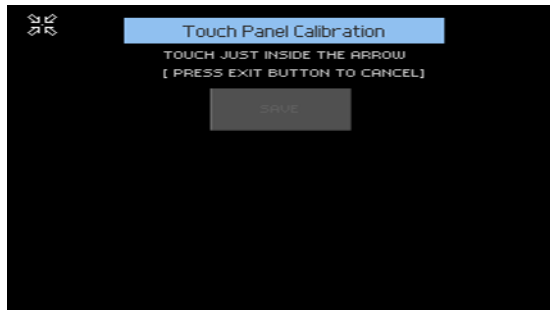 Touch Panel Calibration
TOUCH JUST INSIDE THE ARROW
[ PRESS EXIT BUTTON TO CANCEL]
SAVE